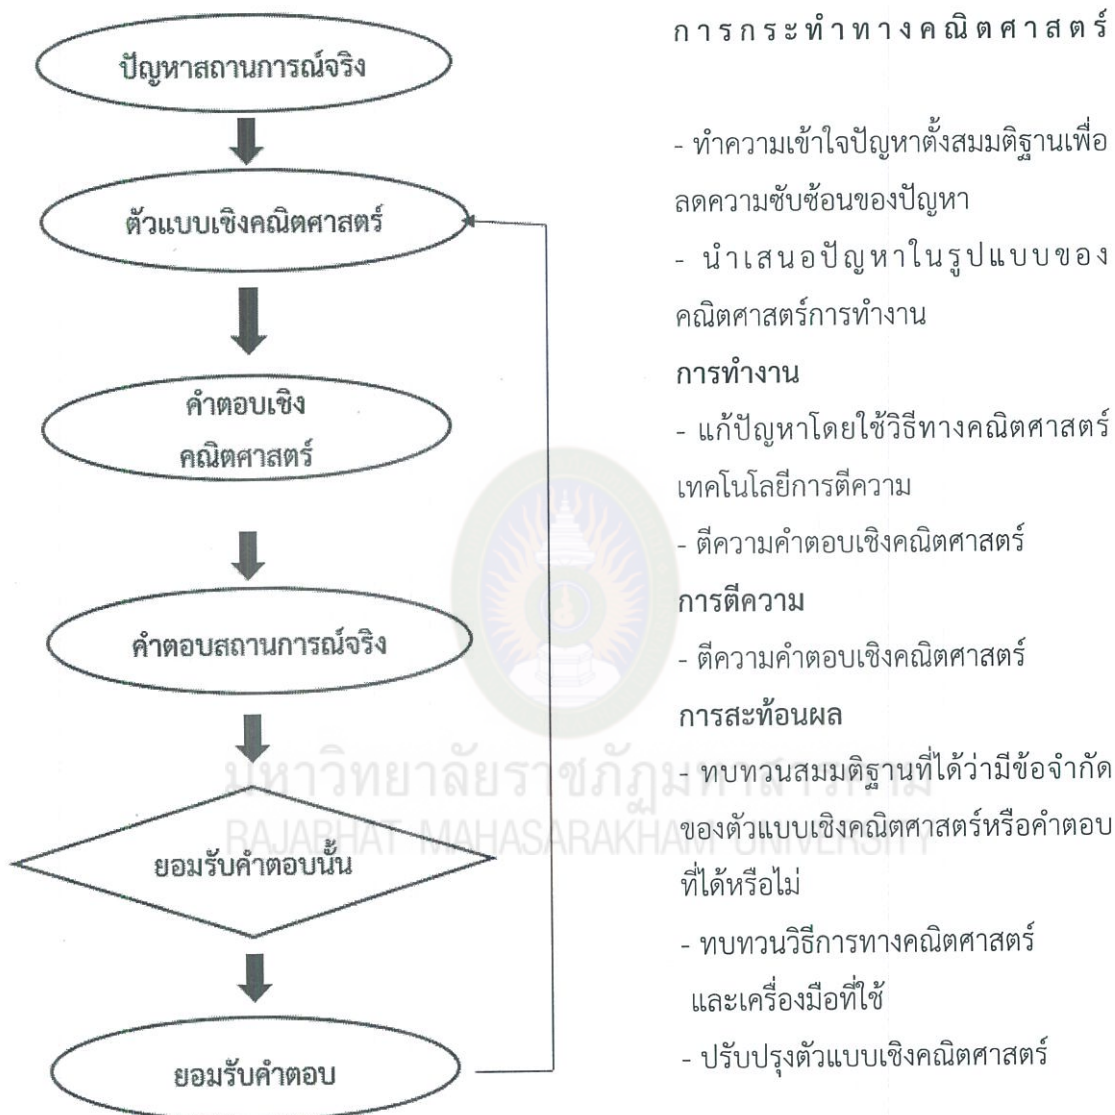 ปัญหาสถานการณ์จริง
ตัวแบบเชิงคณิตศาสตร์
คำตอบเชิง
คณิตศาสตร์
คำตอบสถานการณ์จริง
ยอมรับคำตอบนั้น
ยอมรับคำตอบ
การกระทำทางคณิตศาสตร์
- ทำความเข้าใจปัญหาตั้งสมมติฐานเพื่อ
ลดความซับซ้อนของปัญหา
- นำเสนอปัญหาในรูปแบบของ
คณิตศาสตร์การทำงาน
การทำงาน
- แก้ปัญหาโดยใช้วิธีทางคณิตศาสตร์
เทคโนโลยีการตีความ
- ตีความคำตอบเชิงคณิตศาสตร์
การตีความ
- ตีความคำตอบเชิงคณิตศาสตร์
การสะท้อนผล
- ทบทวนสมมติฐานที่ได้ว่ามีข้อจำกัด
ของตัวแบบเชิงคณิตศาสตร์หรือคำตอบ
ที่ได้หรือไม่
- ทบทวนวิธีการทางคณิตศาสตร์
และเครื่องมือที่ใช้
- ปรับปรุงตัวแบบเชิงคณิตศาสตร์
มหาวิทยาลัยราชภัฏมหาสารคาม
RAJABHAT MAHASARAKHAM UNIVERSITY